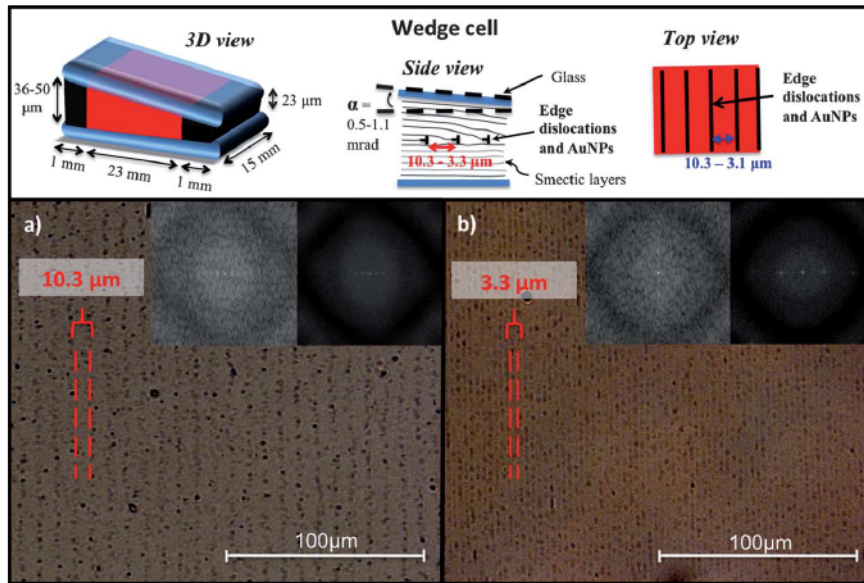 Wedge cell
3D view
36-50
μm
23 μm
1 mm
23 mm
1 mm
15 mm
Side view
Glass
α =
0.5-1.1
mrad
Edge
dislocations
and AuNPs
10.3 - 3.3 μm
Smectic layers
Top view
Edge
dislocations
and AuNPs
10.3 – 3.1 μm
a)
10.3 μm
100μm
b)
3.3 μm
100μm